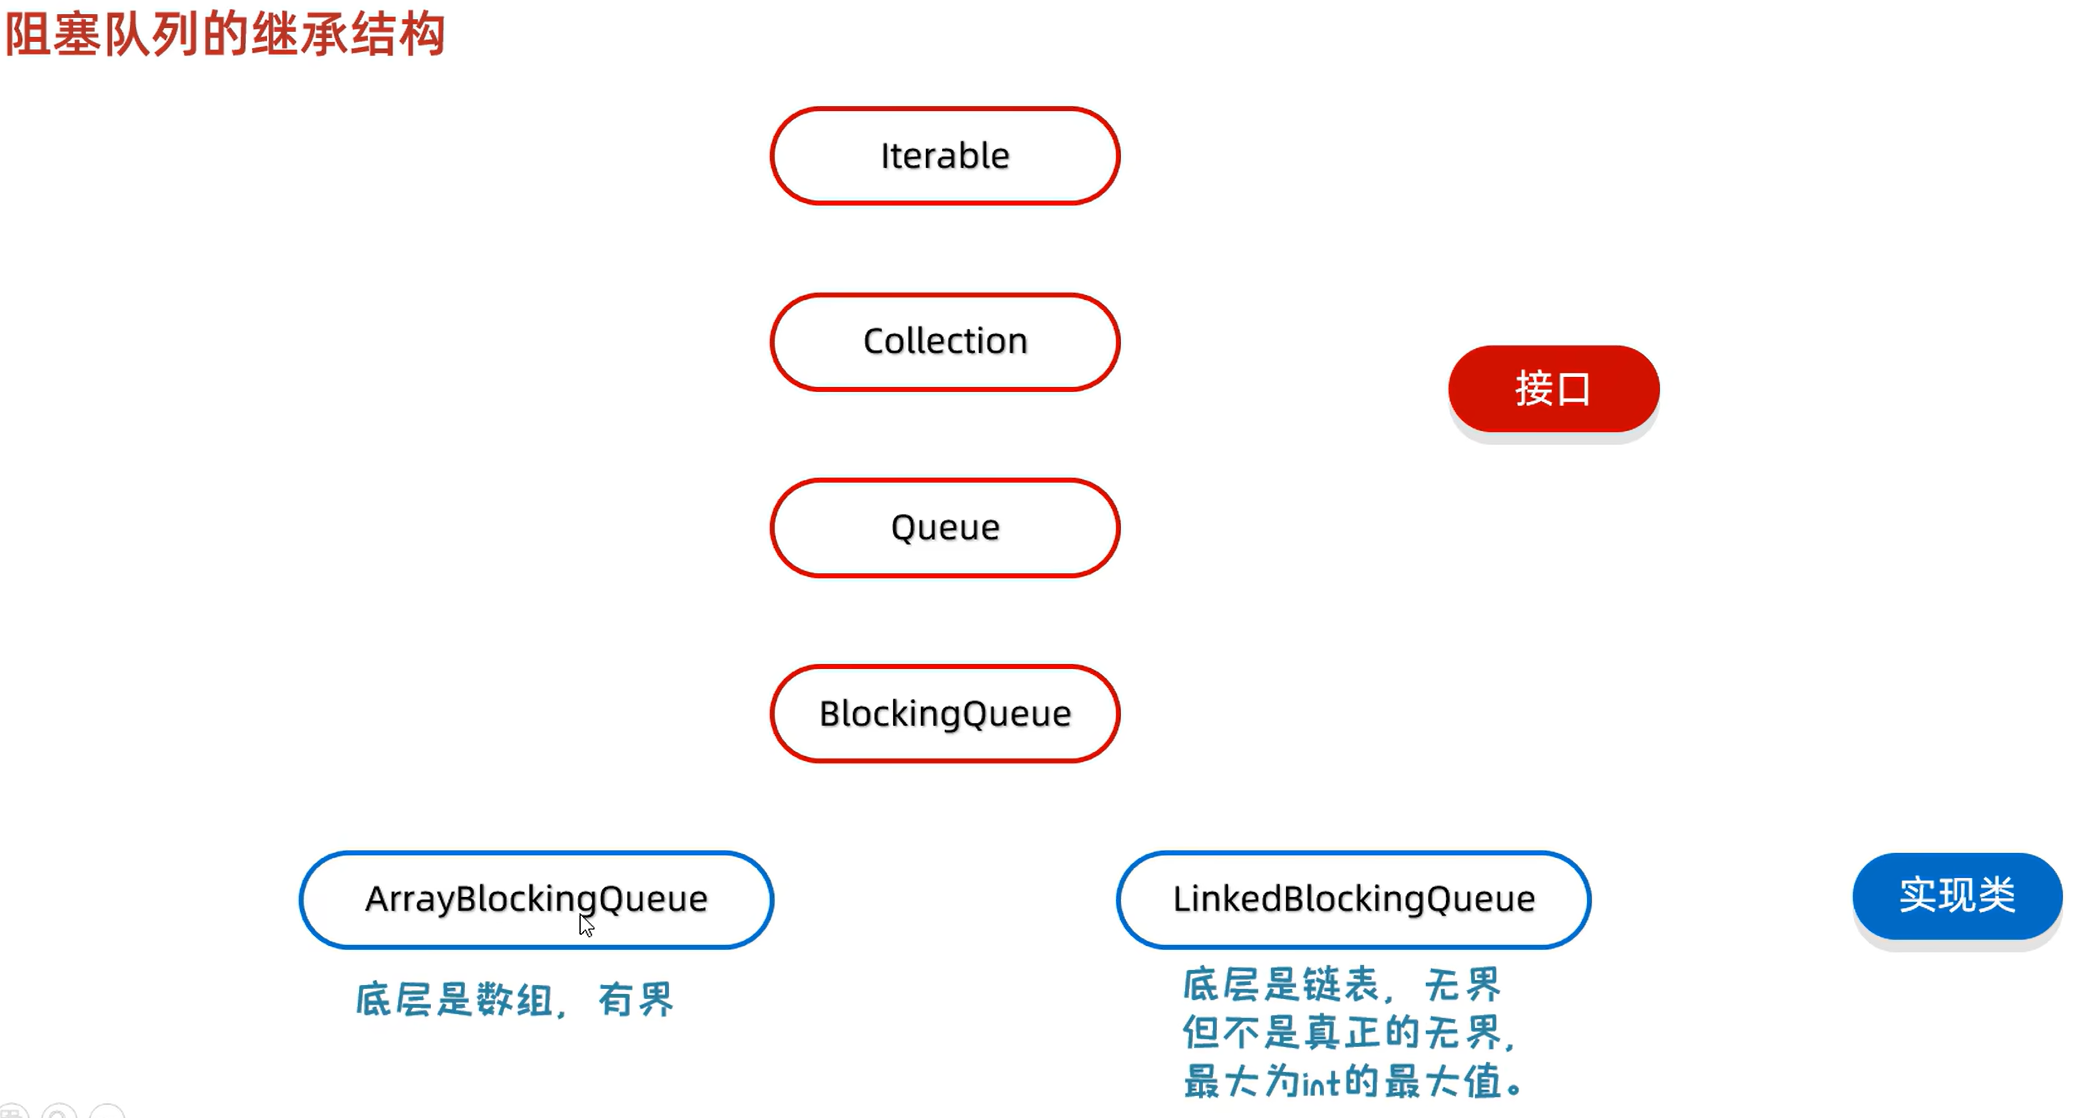 阻塞队列的继承结构
Iterable
Collection
接口
Queue
BlockingQueue
ArrayBlockingQueue
LinkedBlockingQueue
实现类
底层是数组，有界
底层是链表，无界
但不是真正的无界，
最大为int的最大值。